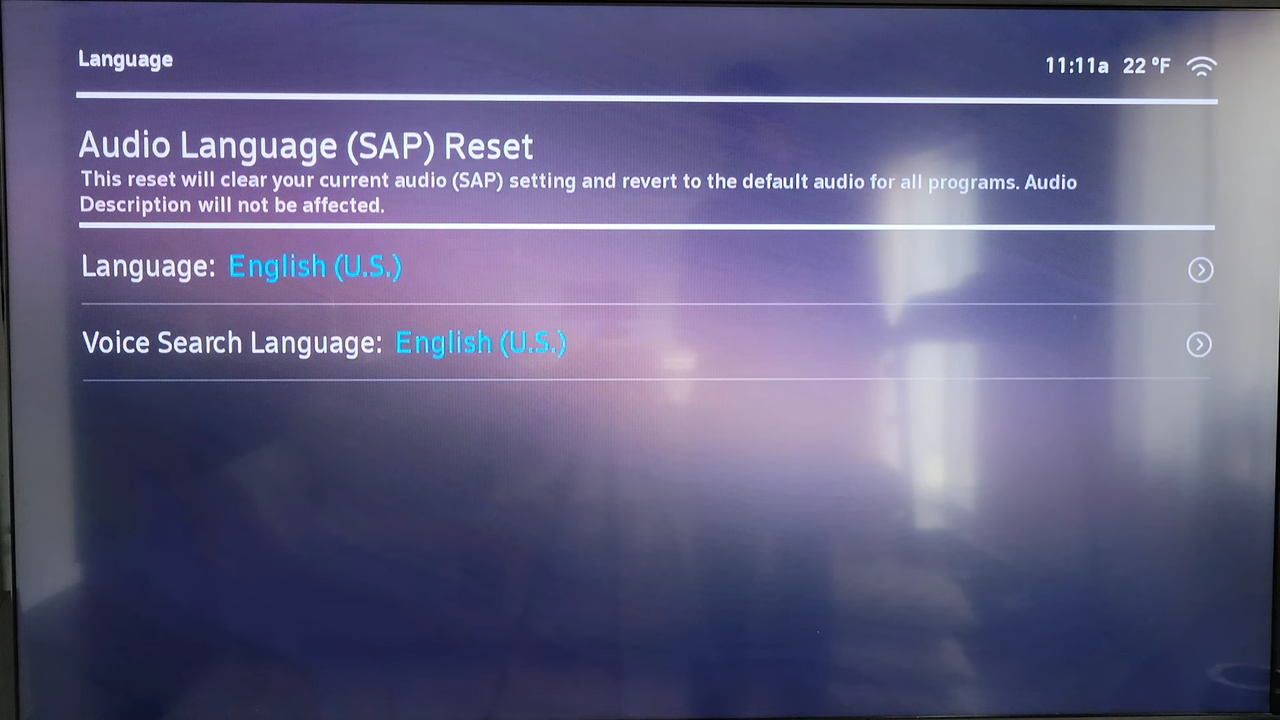 Language
11:11a 22 °F
Audio Language (SAP) Reset
This reset will clear your current audio (SAP) setting and revert to the default audio for all programs. Audio
Description will not be affected.
Language: English (U.S.)
Voice Search Language: English (U.S.)